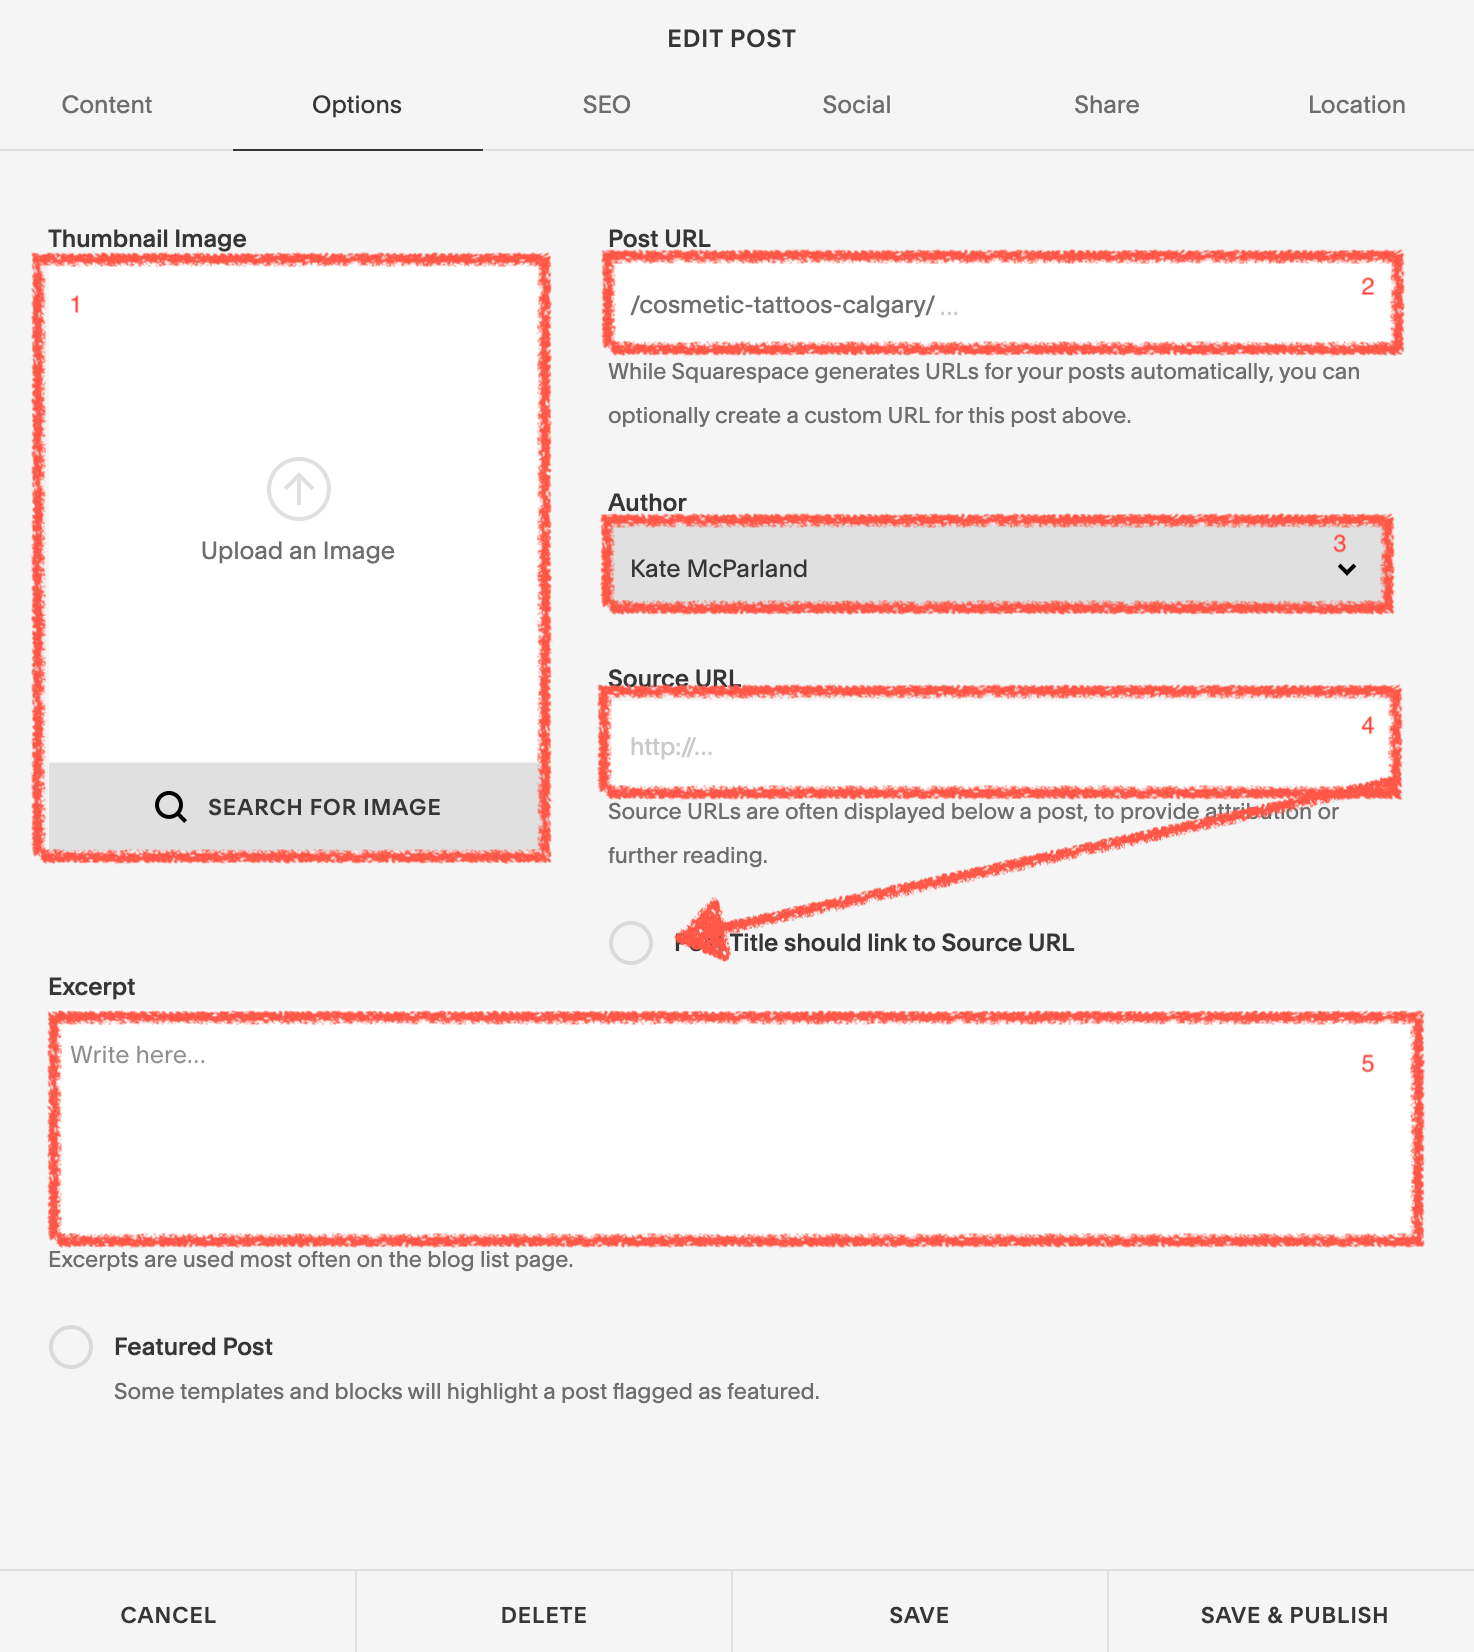 EDIT POST
Content Options SEO Social Share Location
Thumbnail Image
1
Upload an Image
SEARCH FOR IMAGE
Post URL
2
/cosmetic-tattoos-calgary/ ...
While Squarespace generates URLs for your posts automatically, you can
optionally create a custom URL for this post above.
Author
3
Kate McParland
Source URL
4
http://...
Source URLs are often displayed below a post, to provide attribution or
further reading.
Title should link to Source URL
Excerpt
Write here...
5
Excerpts are used most often on the blog list page.
Featured Post
Some templates and blocks will highlight a post flagged as featured.
CANCEL DELETE SAVE SAVE & PUBLISH